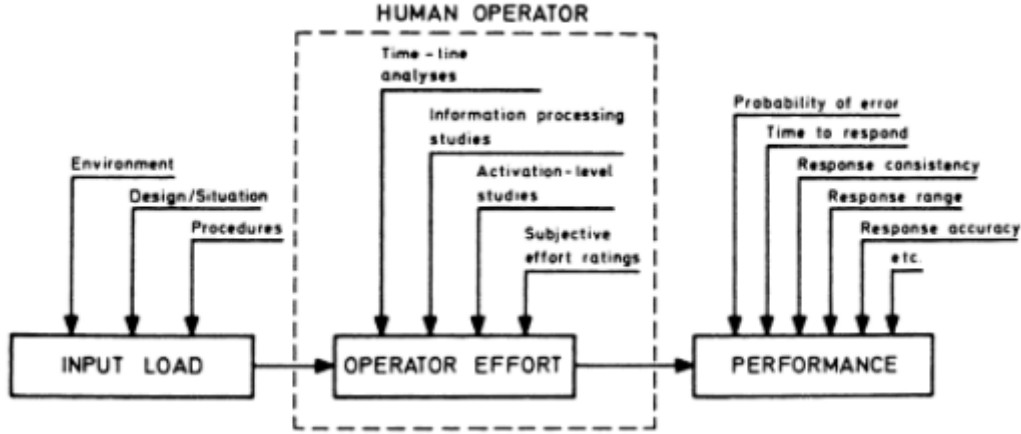 HUMAN OPERATOR
Time-line
analyses
Information processing
studies
Activation-level
studies
Subjective
effort ratings
Environment
Design/Situation
Procedures
Probability of error
Time to respond
Response consistency
Response range
Response accuracy
etc.
INPUT LOAD
OPERATOR EFFORT
PERFORMANCE